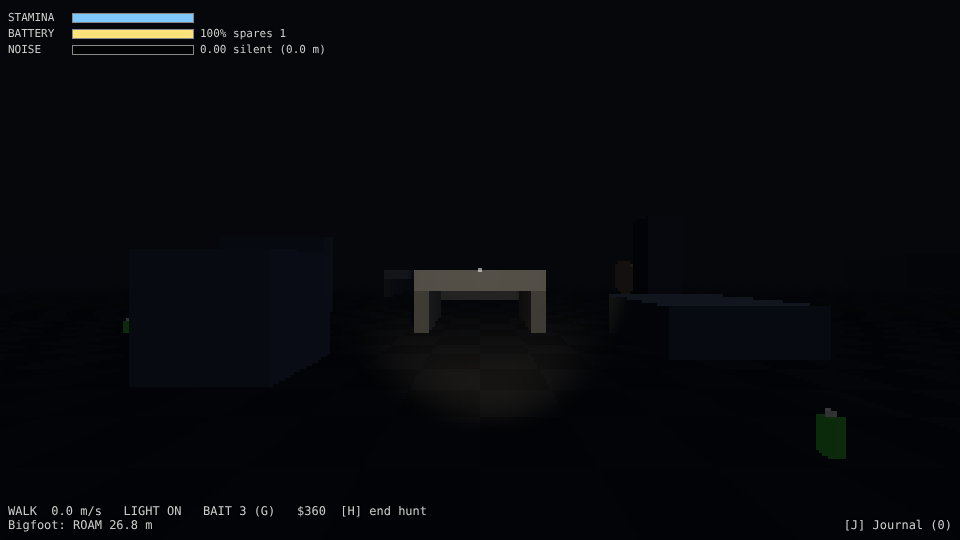 STAMINA
BATTERY 100% spares 1
NOISE 0.00 silent (0.0 m)
WALK 0.0 m/s LIGHT ON BAIT 3 (G) $360 [H] end hunt
Bigfoot: ROAM 26.8 m
[J] Journal (0)